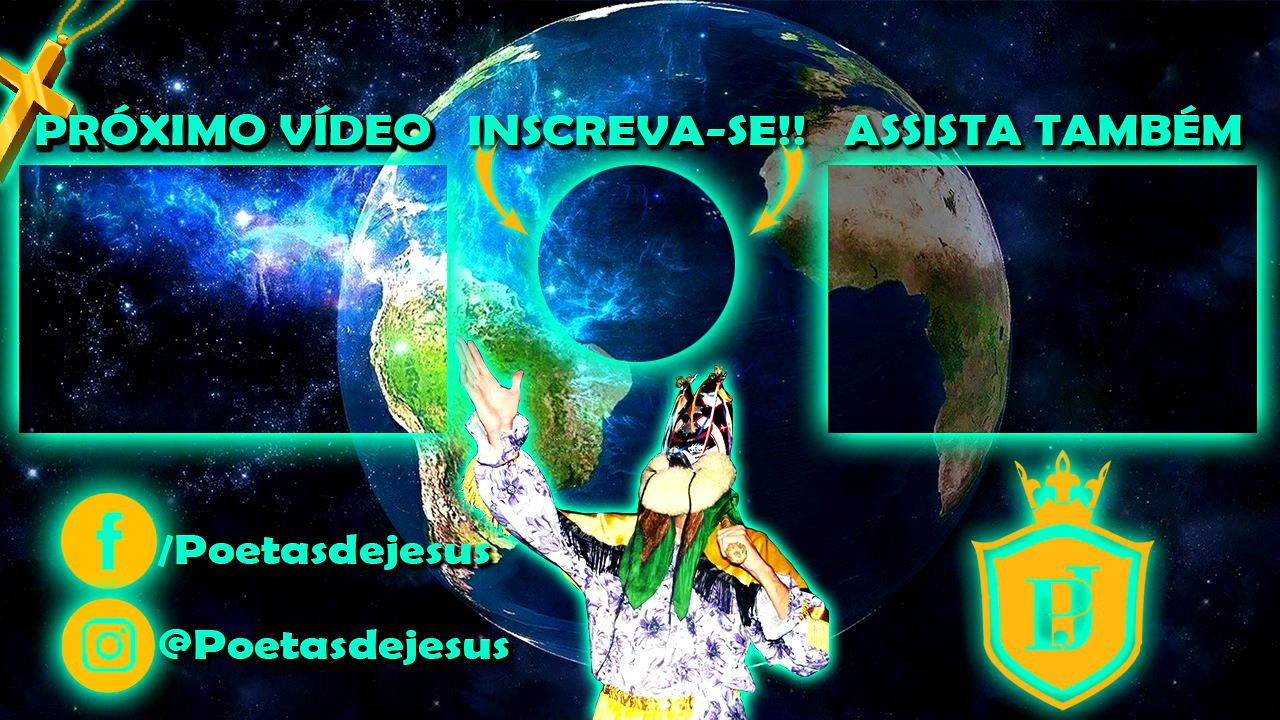 PRÓXIMO VÍDEO
INSCREVA-SE!!
ASSISTA TAMBÉM
/Poetasdejesus
@Poetasdejesus
PJ